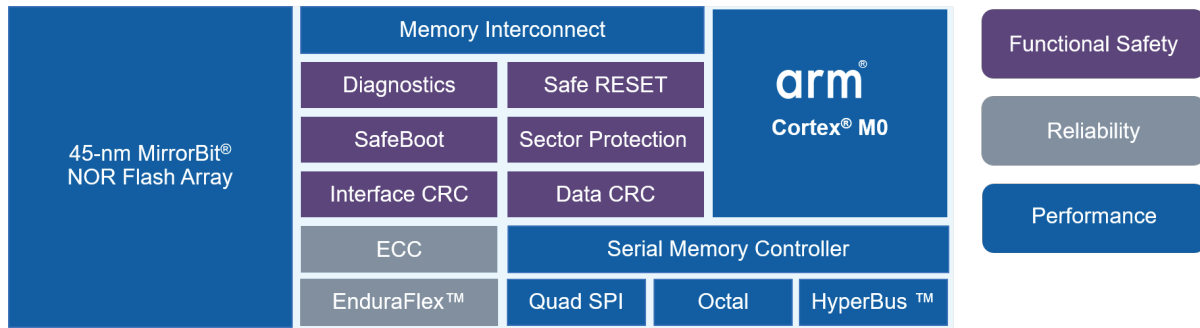 Memory Interconnect
Functional Safety
arm®
Diagnostics
Safe RESET
Cortex® M0
SafeBoot
Sector Protection
Reliability
45-nm MirrorBit®
NOR Flash Array
Interface CRC
Data CRC
Performance
ECC
Serial Memory Controller
EnduraFlex™
Quad SPI
Octal
HyperBus ™